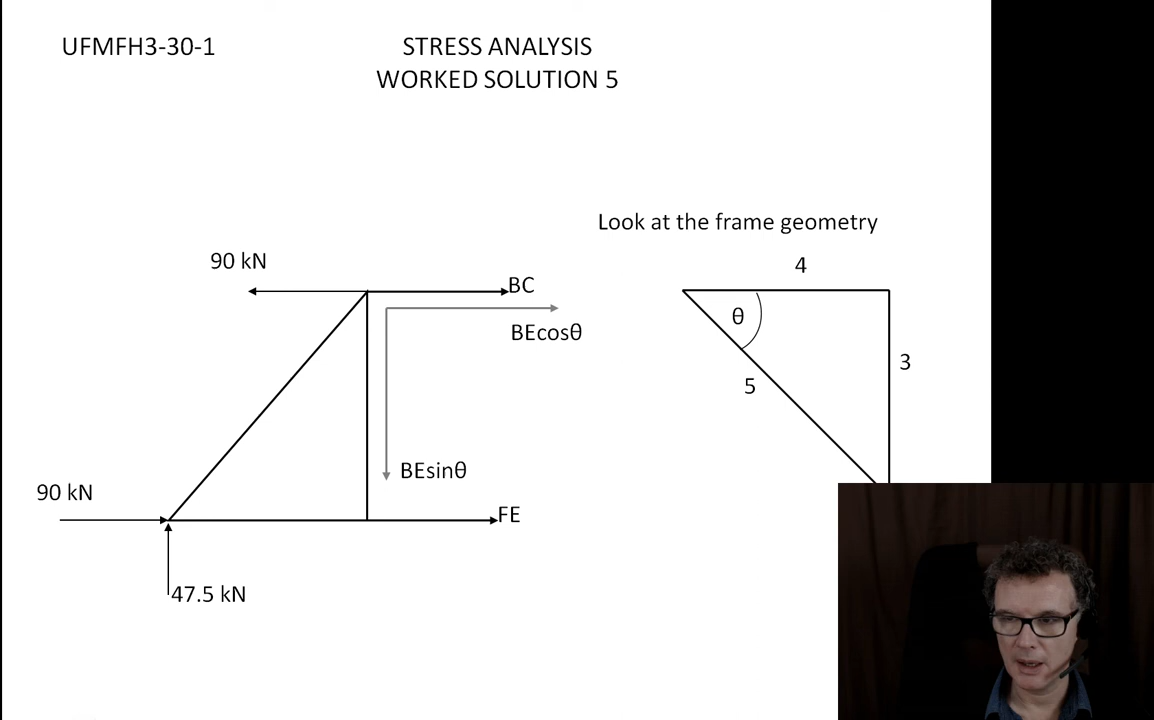 UFMFH3-30-1
STRESS ANALYSIS
WORKED SOLUTION 5
Look at the frame geometry
90 kN
BC
4
BEcosθ
θ
3
5
BEsinθ
90 kN
FE
47.5 kN